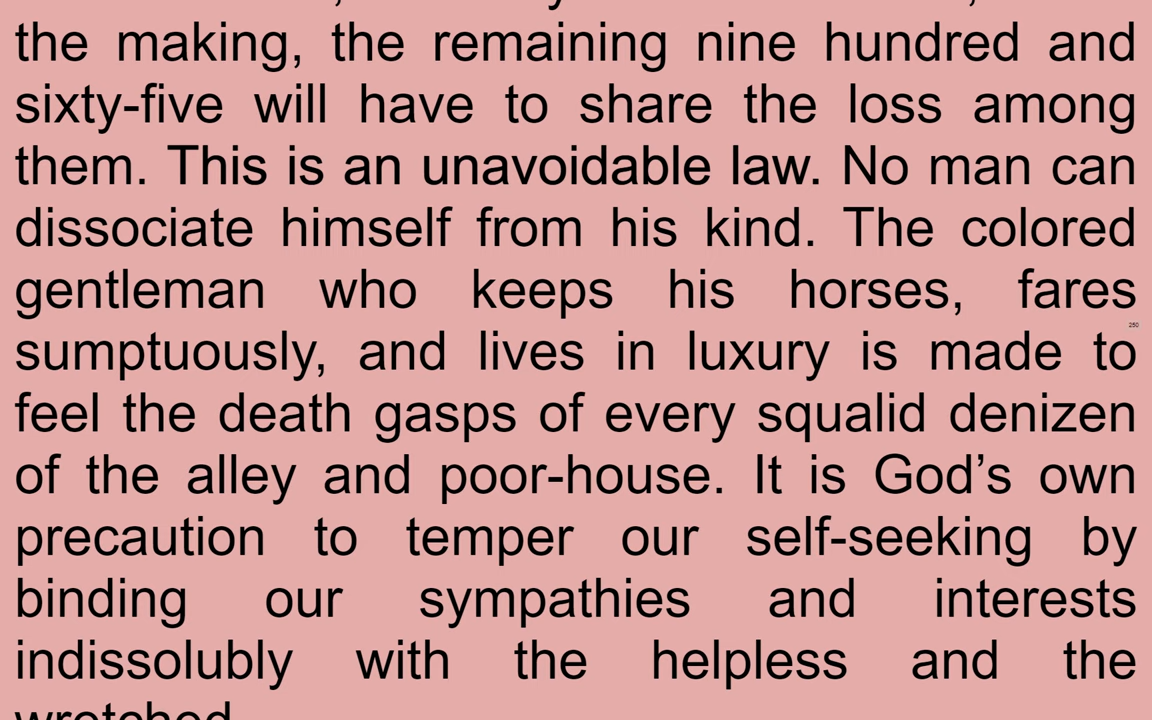 the making, the remaining nine hundred and
sixty-five will have to share the loss among
them. This is an unavoidable law. No man can
dissociate himself from his kind. The colored
gentleman who keeps his horses, fares
250
sumptuously, and lives in luxury is made to
feel the death gasps of every squalid denizen
of the alley and poor-house. It is God’s own
precaution to temper our self-seeking by
binding our sympathies and interests
indissolubly with the helpless and the
wretched.